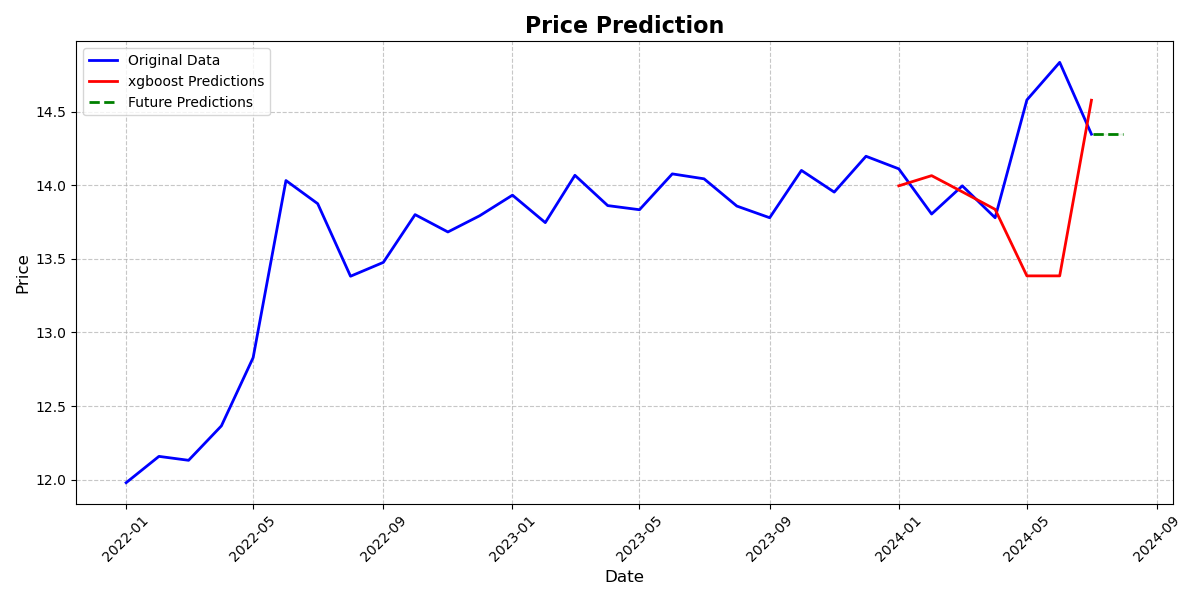 Price Prediction
Original Data
xgboost Predictions
Future Predictions
Price
14.5
14.0
13.5
13.0
12.5
12.0
2022-01
2022-05
2022-09
2023-01
2023-05
2023-09
2024-01
2024-05
2024-09
Date